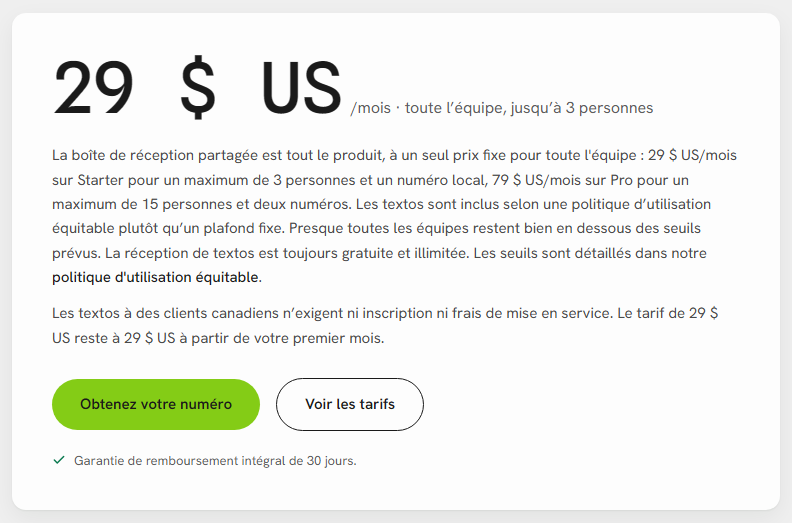 29 $ US /mois · toute l’équipe, jusqu’à 3 personnes
La boîte de réception partagée est tout le produit, à un seul prix fixe pour toute l'équipe : 29 $ US/mois
sur Starter pour un maximum de 3 personnes et un numéro local, 79 $ US/mois sur Pro pour un
maximum de 15 personnes et deux numéros. Les textos sont inclus selon une politique d’utilisation
équitable plutôt qu’un plafond fixe. Presque toutes les équipes restent bien en dessous des seuils
prévus. La réception de textos est toujours gratuite et illimitée. Les seuils sont détaillés dans notre
politique d'utilisation équitable.
Les textos à des clients canadiens n’exigent ni inscription ni frais de mise en service. Le tarif de 29 $
US reste à 29 $ US à partir de votre premier mois.
Obtenez votre numéro
Voir les tarifs
Garantie de remboursement intégral de 30 jours.